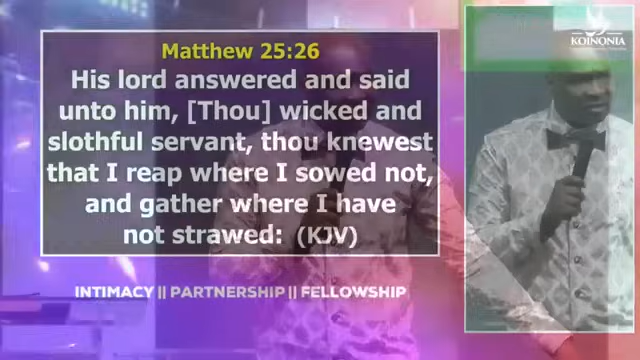 Matthew 25:26
His lord answered and said
unto him, [Thou] wicked and
slothful servant, thou knewest
that I reap where I sowed not,
and gather where I have
not strawed: (KJV)
INTIMACY || PARTNERSHIP || FELLOWSHIP
KOINONIA